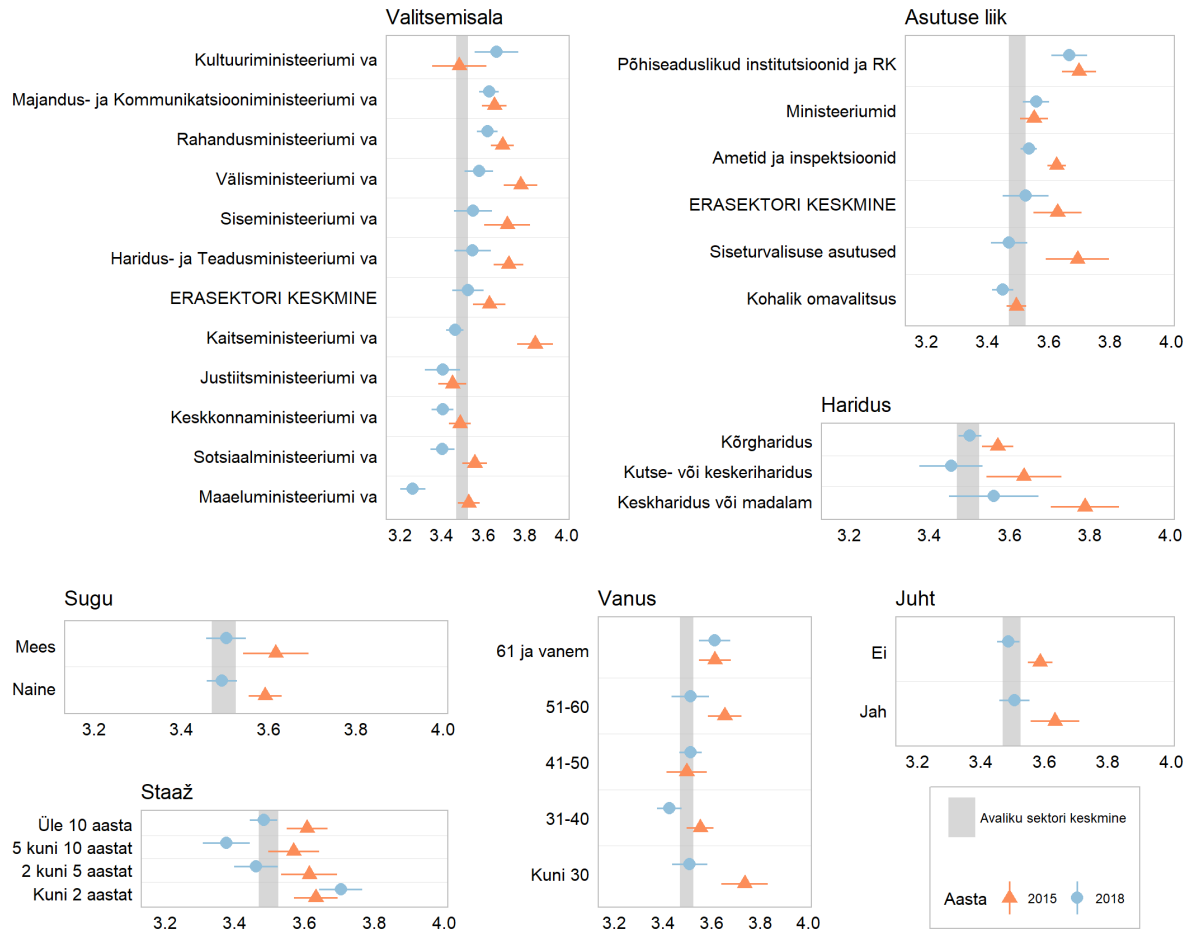 Valitsemisala
Kultuuriministeeriumi va
Majandus- ja Kommunikatsiooniministeeriumi va
Rahandusministeeriumi va
Välisministeeriumi va
Siseministeeriumi va
Haridus- ja Teadusministeeriumi va
ERASEKTORI KESKMINE
Kaitseministeeriumi va
Justiitsministeeriumi va
Keskkonnaministeeriumi va
Sotsiaalministeeriumi va
Maaeluministeeriumi va
3.2 3.4 3.6 3.8 4.0
Asutuse liik
Põhiseaduslikud institutsioonid ja RK
Ministeeriumid
Ametid ja inspektsioonid
ERASEKTORI KESKMINE
Siseturvalisuse asutused
Kohalik omavalitsus
3.2 3.4 3.6 3.8 4.0
Haridus
Kõrgharidus
Kutse- või keskeriharidus
Keskharidus või madalam
3.2 3.4 3.6 3.8 4.0
Sugu
Mees
Naine
3.2 3.4 3.6 3.8 4.0
Staaž
Üle 10 aasta
5 kuni 10 aastat
2 kuni 5 aastat
Kuni 2 aastat
3.2 3.4 3.6 3.8 4.0
Vanus
61 ja vanem
51-60
41-50
31-40
Kuni 30
3.2 3.4 3.6 3.8 4.0
Juht
Ei
Jah
3.2 3.4 3.6 3.8 4.0
Avaliku sektori keskmine
Aasta 2015 2018